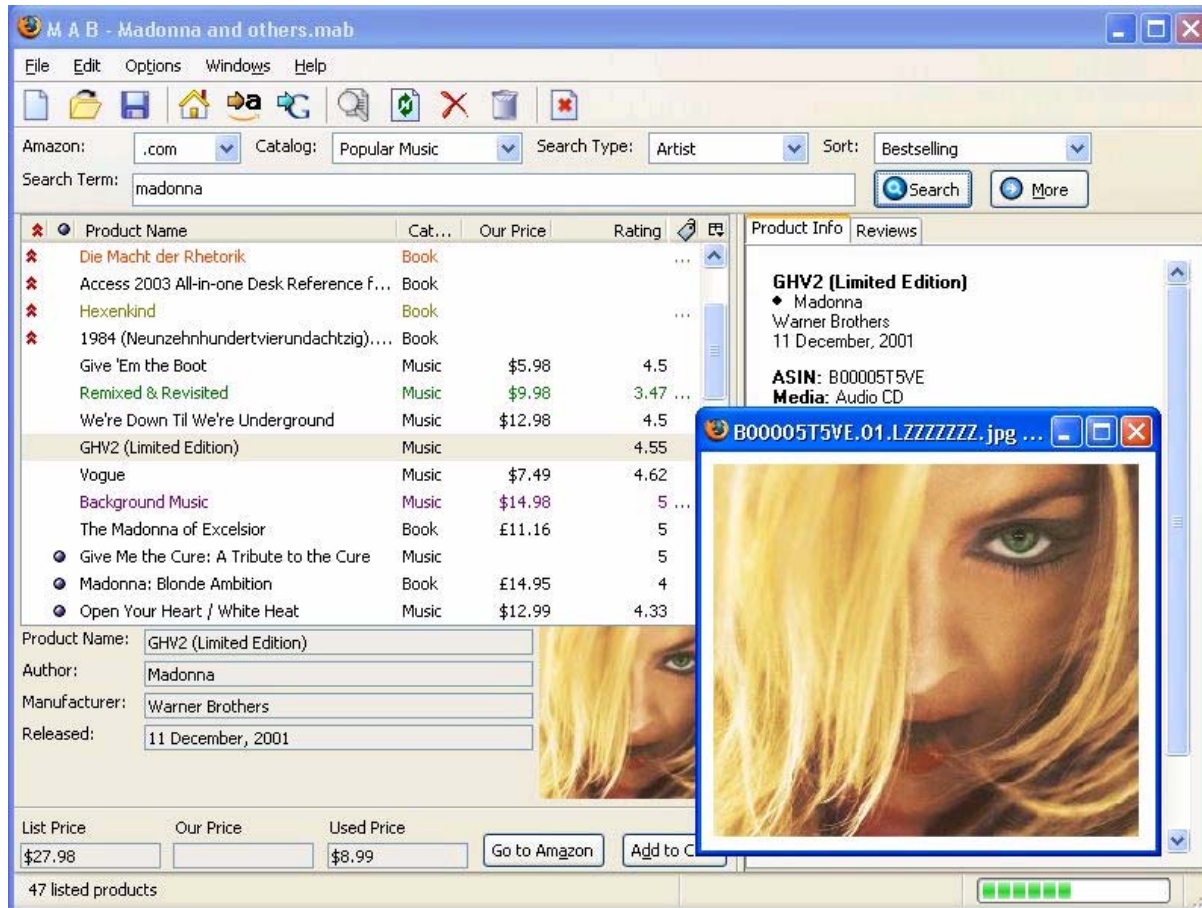 M A B - Madonna and others.mab
File Edit Options Windows Help
Amazon: .com Catalog: Popular Music Search Type: Artist Sort: Bestselling
Search Term: madonna Search More
Product Name Cat... Our Price Rating
Die Macht der Rhetorik Book ...
Access 2003 All-in-one Desk Reference f... Book
Hexenkind Book ...
1984 (Neunzehnhundertvierundachtzig).... Book
Give 'Em the Boot Music $5.98 4.5
Remixed & Revisited Music $9.98 3.47 ...
We're Down Til We're Underground Music $12.98 4.5
GHV2 (Limited Edition) Music 4.55
Vogue Music $7.49 4.62
Background Music Music $14.98 5 ...
The Madonna of Excelsior Book £11.16 5
Give Me the Cure: A Tribute to the Cure Music 5
Madonna: Blonde Ambition Book £14.95 4
Open Your Heart / White Heat Music $12.99 4.33
Product Info Reviews
GHV2 (Limited Edition)
Madonna
Warner Brothers
11 December, 2001
ASIN: B00005T5VE
Media: Audio CD
B00005T5VE.01.LZZZZZZZ.jpg ...
Product Name: GHV2 (Limited Edition)
Author: Madonna
Manufacturer: Warner Brothers
Released: 11 December, 2001
List Price Our Price Used Price
$27.98 $8.99 Go to Amazon Add to C
47 listed products